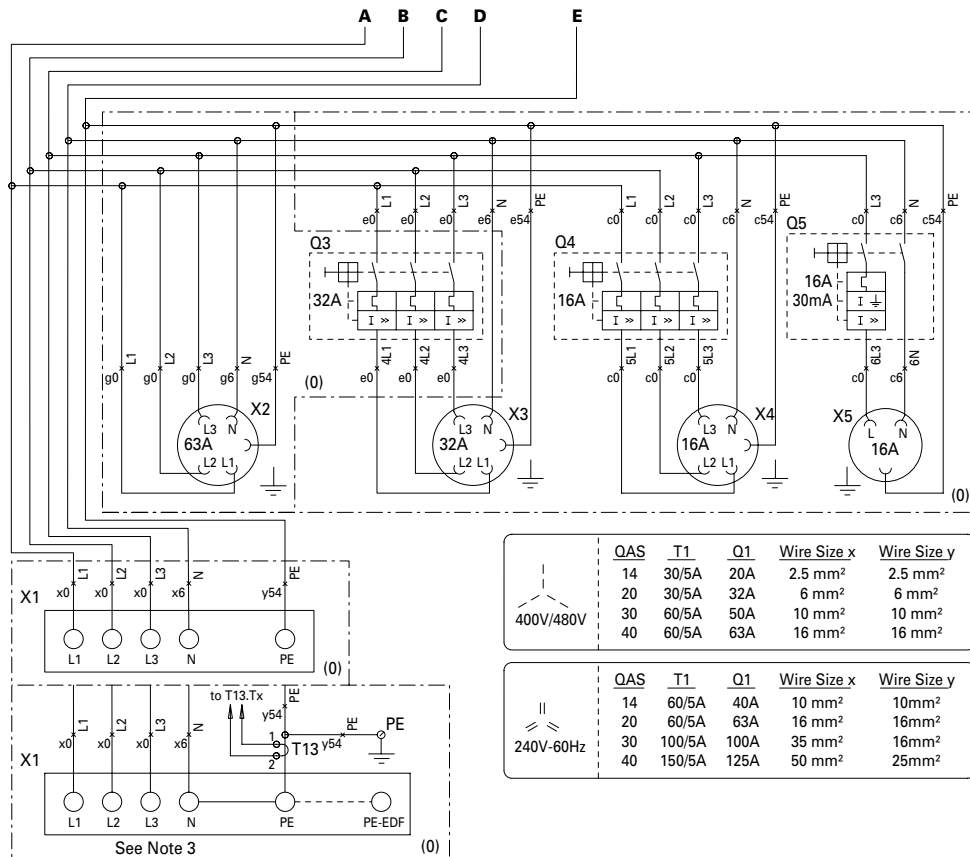 A B C D E
L1 L2 L3 N PE L1 L2 L3 N PE L3 N PE
e0 e0 e0 e6 e54 c0 c0 c0 c6 c54 c0 c6 c54
Q3 Q4 Q5
32A 16A 16A
30mA
I >> I >> I >> I >> I >> I >> I
I >>
L1 L2 L3 N PE 4L1 4L2 4L3 5L1 5L2 5L3 6L3 6N
g0 g0 g0 g6 g54 (0) e0 e0 e0 c0 c0 c0 c0 c6
X2 X3 X4 X5
L3 N L3 N L3 N L N
63A 32A 16A 16A
L2 L1 L2 L1 L2 L1
(0)
L1 L2 L3 N PE
X1 x0 x0 x0 x6 y54
L1 L2 L3 N PE
(0)
QAS T1 Q1 Wire Size x Wire Size y
14 30/5A 20A 2.5 mm² 2.5 mm²
20 30/5A 32A 6 mm² 6 mm²
30 60/5A 50A 10 mm² 10 mm²
40 60/5A 63A 16 mm² 16 mm²
400V/480V
QAS T1 Q1 Wire Size x Wire Size y
14 60/5A 40A 10 mm² 10mm²
20 60/5A 63A 16 mm² 16mm²
30 100/5A 100A 35 mm² 16mm²
40 150/5A 125A 50 mm² 25mm²
240V-60Hz
to T13.Tx PE
y54
L1 L2 L3 N PE PE
x0 x0 x0 x6 1 T13 y54
2
X1
L1 L2 L3 N PE PE-EDF
See Note 3 (0)